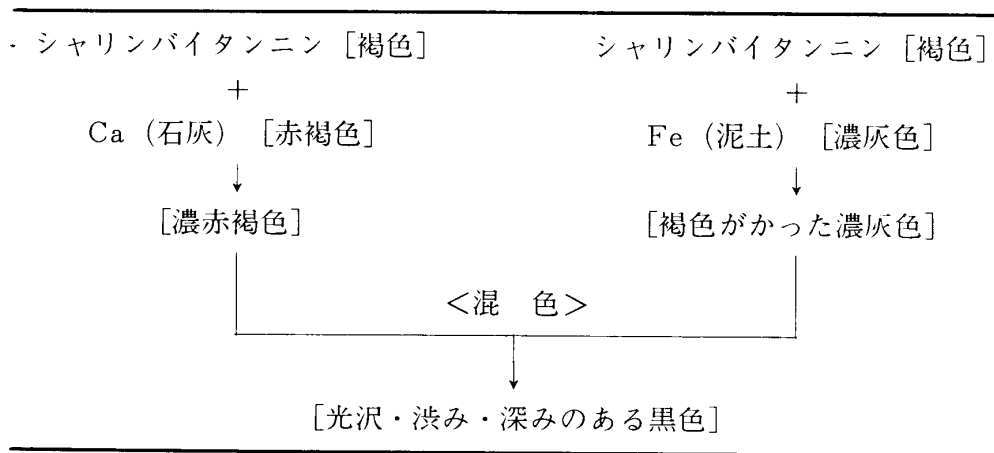 シャリンバイタンニン [褐色] シャリンバイタンニン [褐色]
+ +
Ca (石灰) [赤褐色] Fe (泥土) [濃灰色]
[濃赤褐色] [褐色がかった濃灰色]
<混 色>
[光沢・渋み・深みのある黒色]